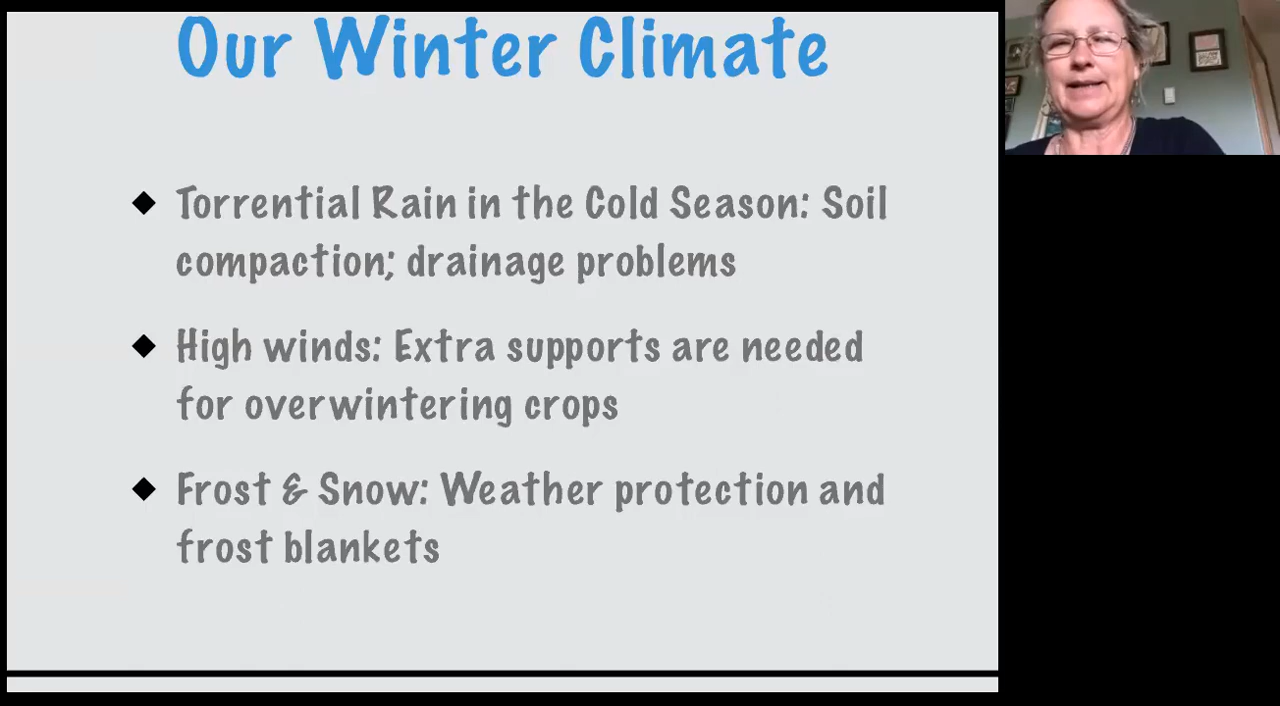 Our Winter Climate
Torrential Rain in the Cold Season: Soil
compaction; drainage problems
High winds: Extra supports are needed
for overwintering crops
Frost & Snow: Weather protection and
frost blankets